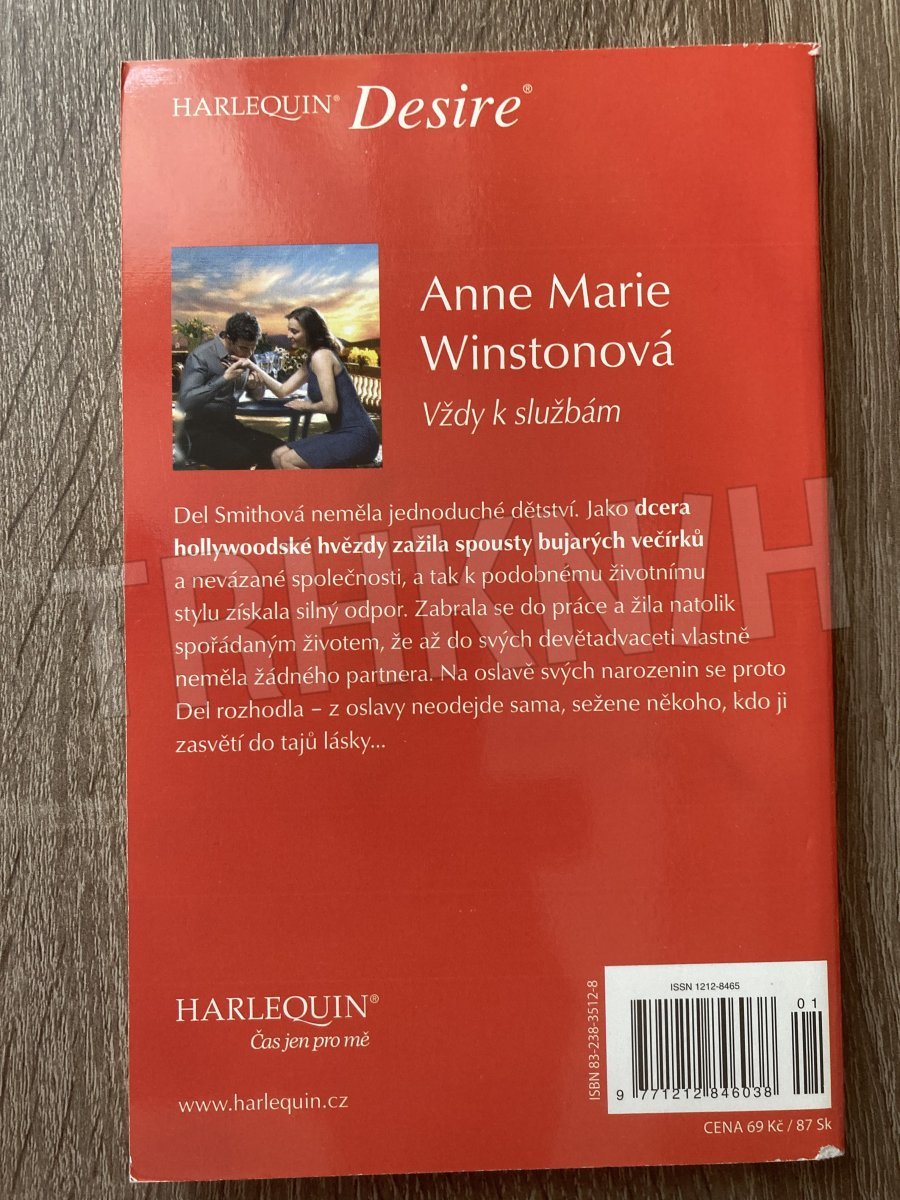 HARLEQUIN® Desire®
Anne Marie
Winstonová
Vždy k službám
Del Smithová neměla jednoduché dětství. Jako dcera
hollywoodské hvězdy zažila spousty bujarých večírků
a nevázané společnosti, a tak k podobnému životnímu
stylu získala silný odpor. Zabrala se do práce a žila natolik
spořádaným životem, že až do svých devětadvaceti vlastně
neměla žádného partnera. Na oslavě svých narozenin se proto
Del rozhodla – z oslavy neodejde sama, sežene někoho, kdo ji
zasvětí do tajů lásky...
TRHKNIH
HARLEQUIN®
Čas jen pro mě
www.harlequin.cz
ISBN 83-238-3512-8
ISSN 1212-8465
01
9 771212 846038
CENA 69 Kč / 87 Sk